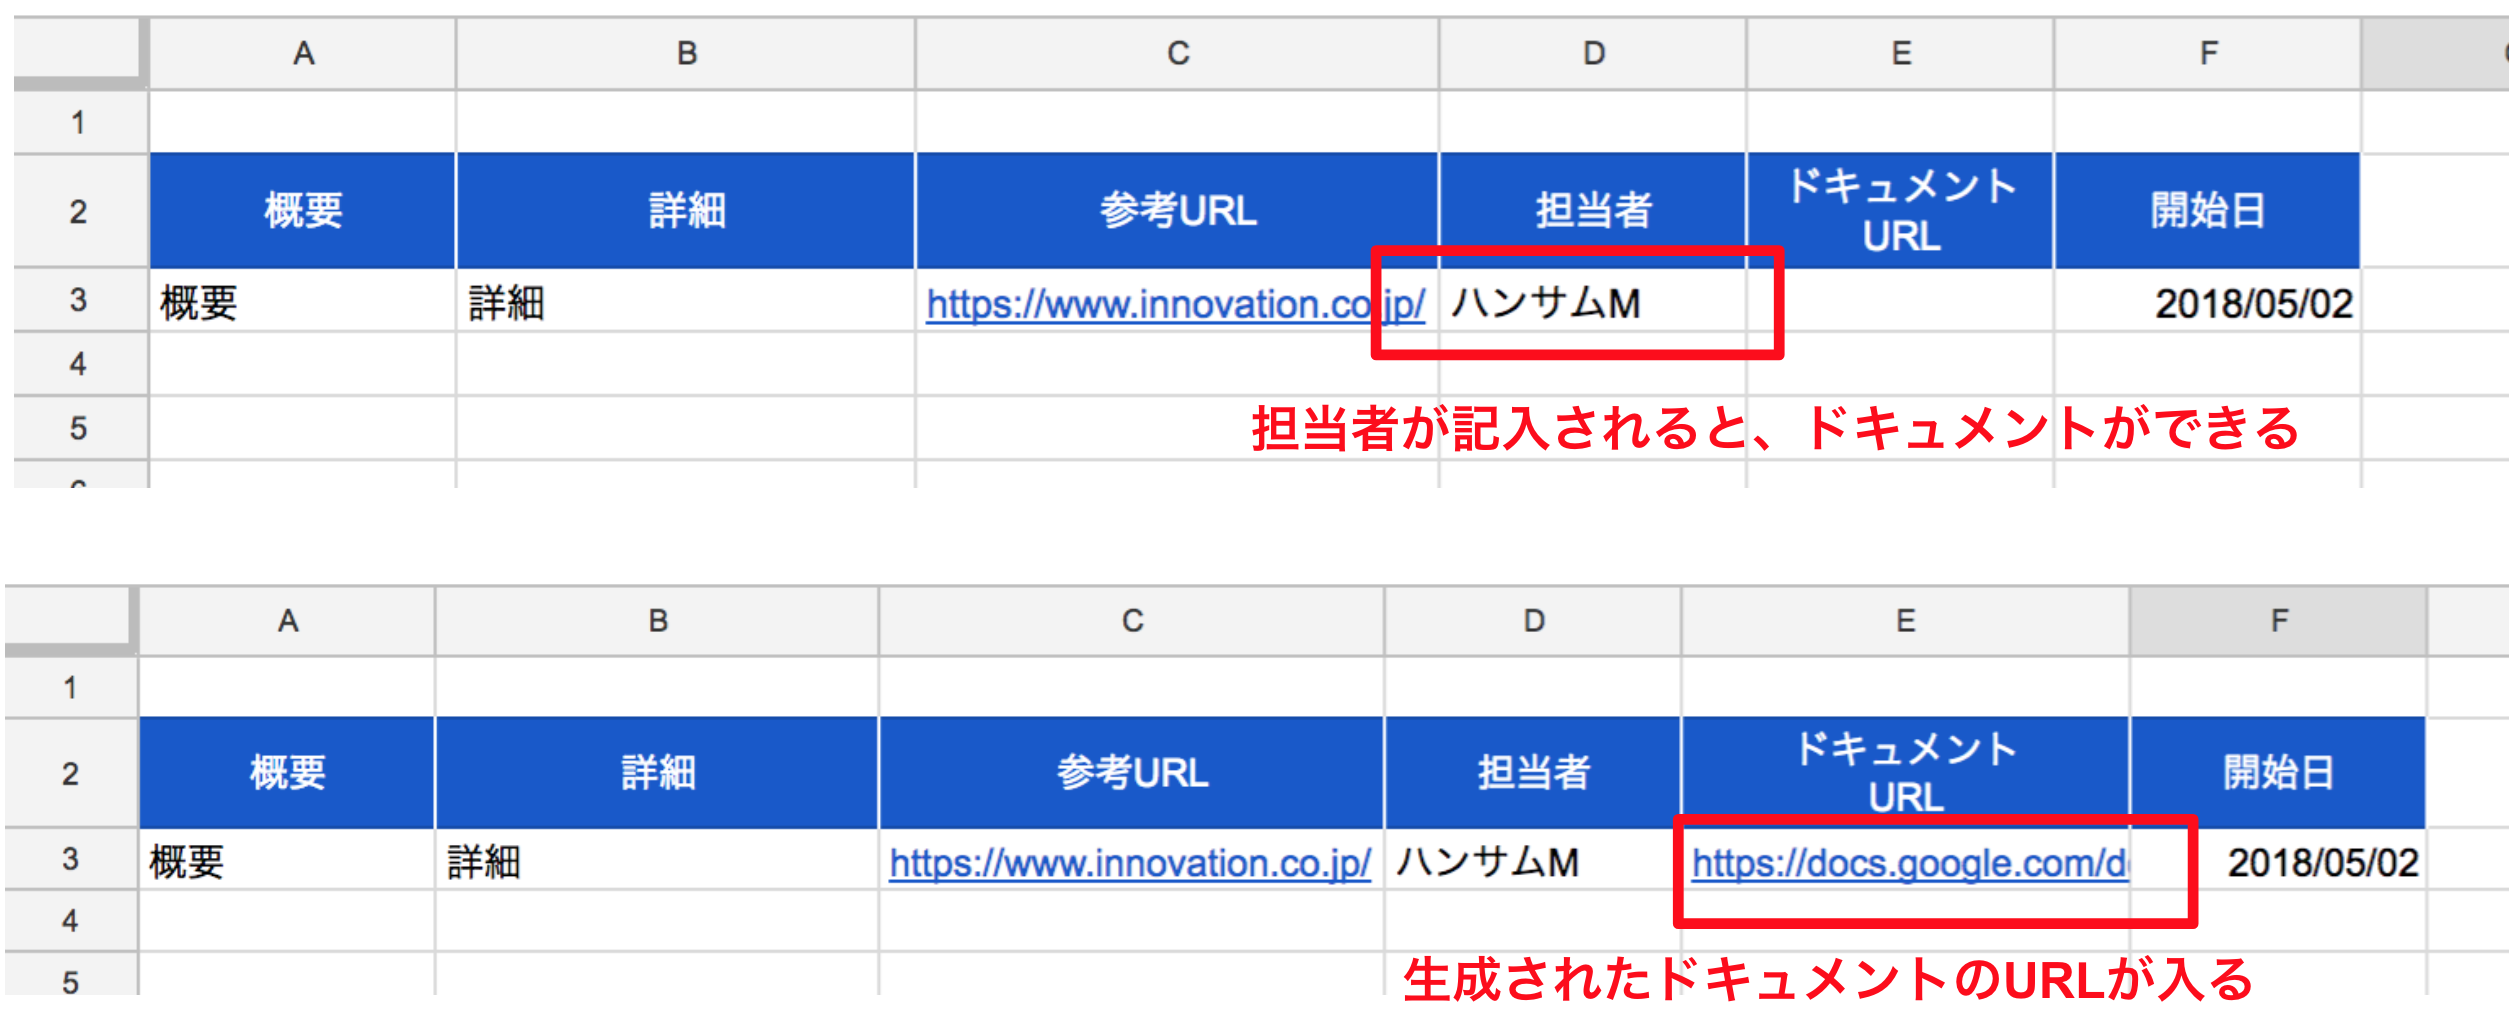 A B C D E F
1
2 概要 詳細 参考URL 担当者 ドキュメント URL 開始日
3 概要 詳細 https://www.innovation.co.jp/ ハンサムM 2018/05/02
4
5
担当者が記入されると、ドキュメントができる
A B C D E F
1
2 概要 詳細 参考URL 担当者 ドキュメント URL 開始日
3 概要 詳細 https://www.innovation.co.jp/ ハンサムM https://docs.google.com/d 2018/05/02
4
5
生成されたドキュメントのURLが入る